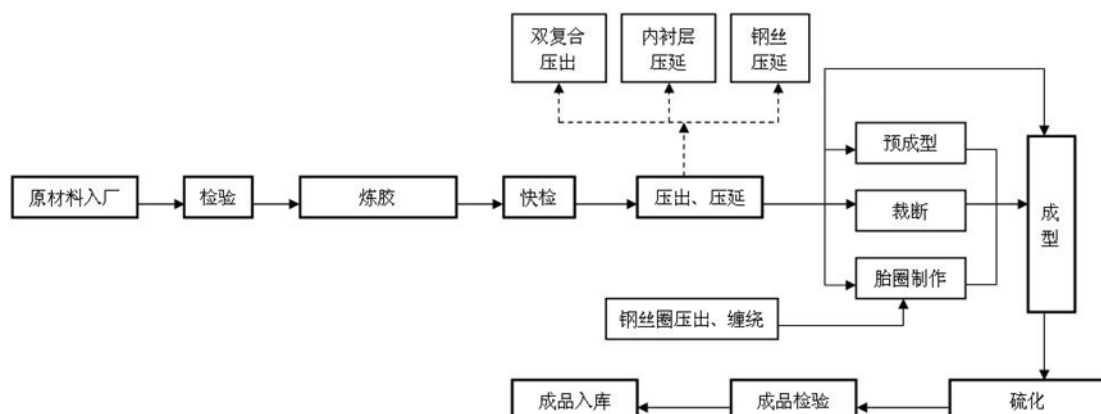 双复合
压出
内衬层
压延
钢丝
压延
预成型
原材料入厂
检验
炼胶
快检
压出、压延
裁断
成
型
胎圈制作
钢丝圈压出、缠绕
成品入库
成品检验
硫化